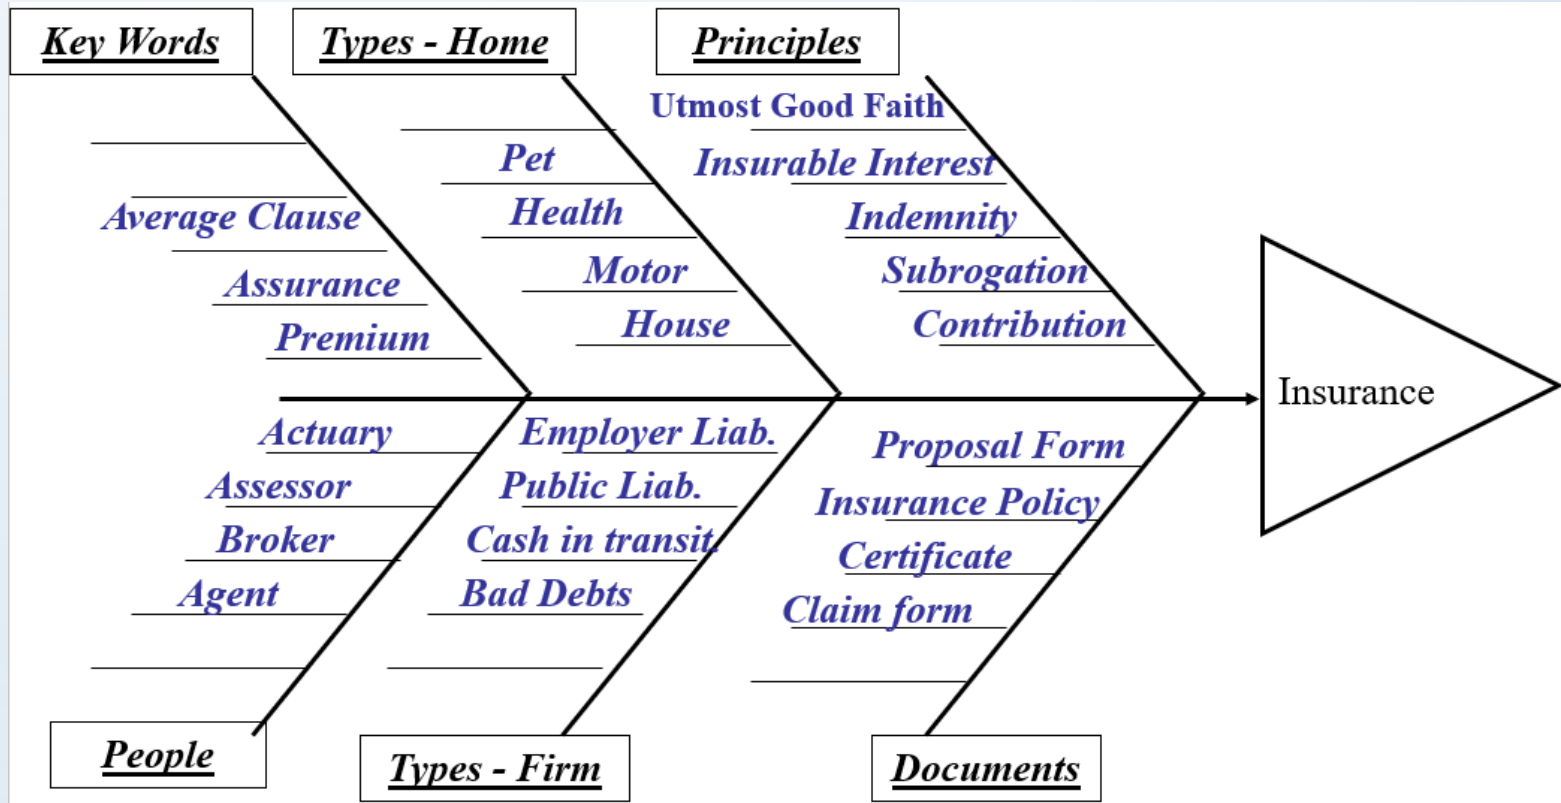 Key Words
Types - Home
Principles
Utmost Good Faith
Insurable Interest
Indemnity
Subrogation
Contribution
Pet
Health
Motor
House
Average Clause
Assurance
Premium
Insurance
Actuary
Assessor
Broker
Agent
Employer Liab.
Public Liab.
Cash in transit.
Bad Debts
Proposal Form
Insurance Policy
Certificate
Claim form
People
Types - Firm
Documents